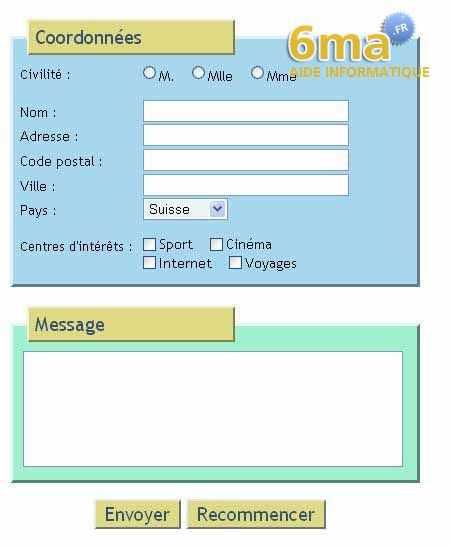 Coordonnées
6ma .FR
AIDE INFORMATIQUE
Civilité : M. Mlle Mme
Nom :
Adresse :
Code postal :
Ville :
Pays : Suisse
Centres d'intérêts : Sport Cinéma
Internet Voyages
Message
Envoyer Recommencer